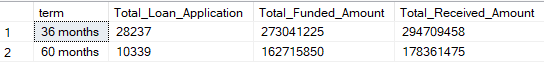 term Total_Loan_Application Total_Funded_Amount Total_Received_Amount
1 36 months 28237 273041225 294709458
2 60 months 10339 162715850 178361475